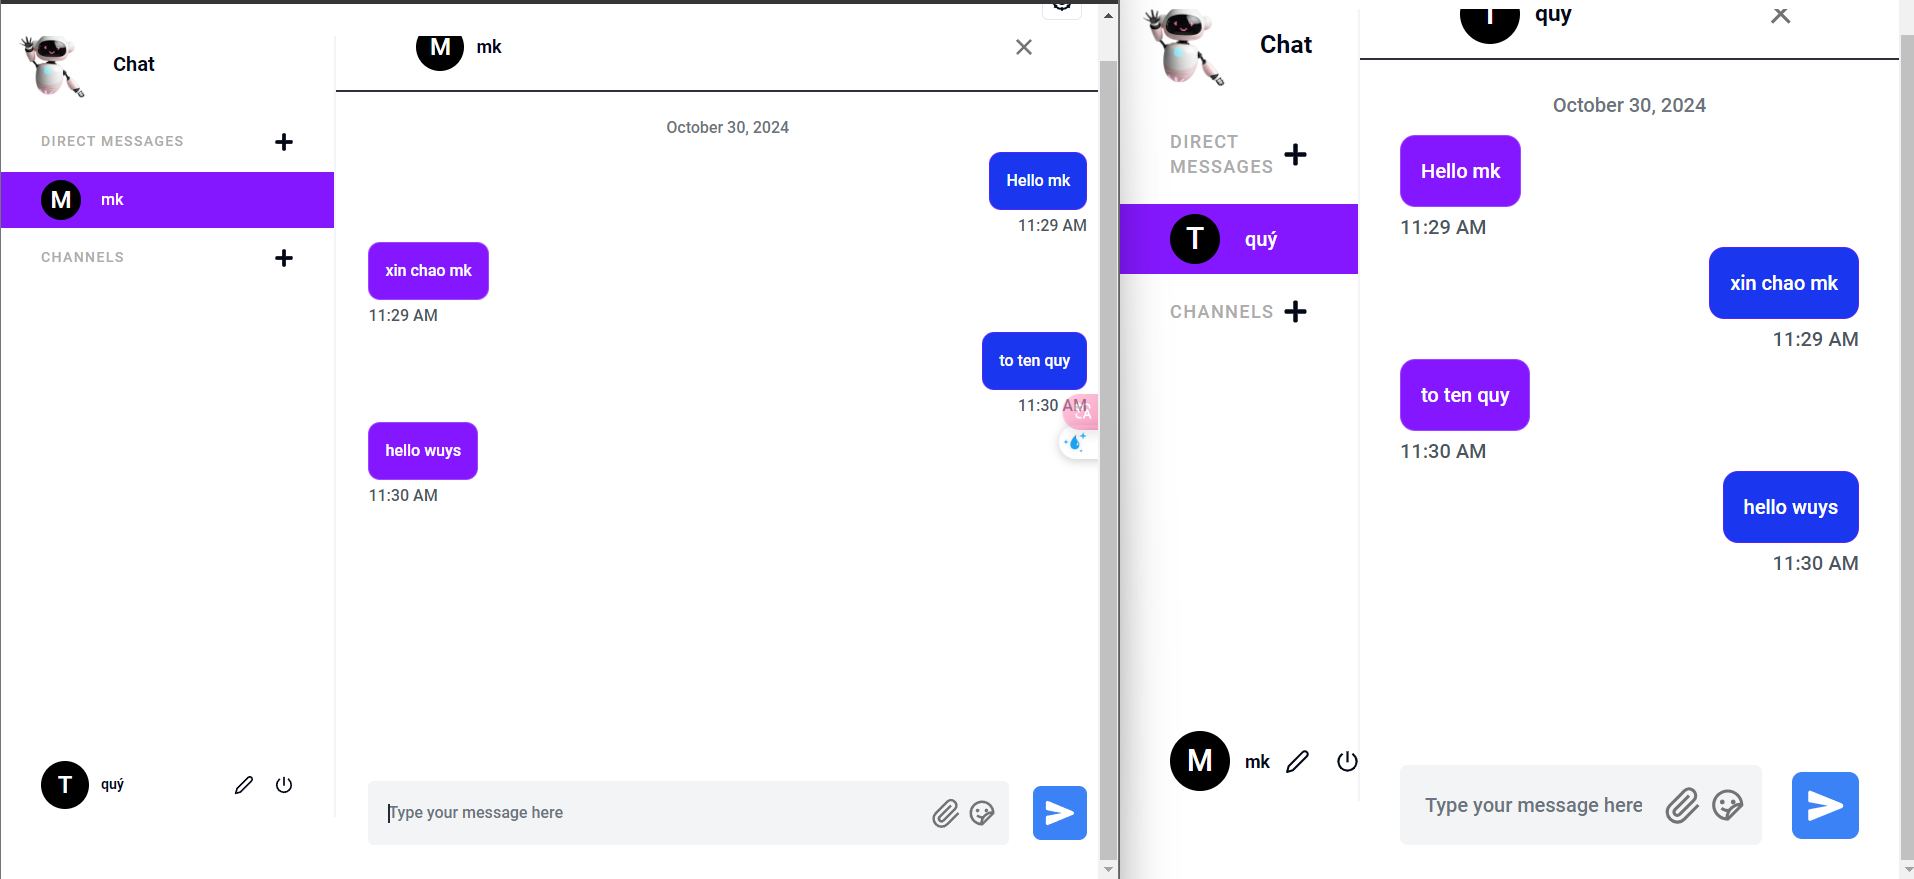 Chat
DIRECT MESSAGES
M mk
CHANNELS
T quý
M mk
October 30, 2024
Hello mk
11:29 AM
xin chao mk
11:29 AM
to ten quy
11:30 AM
hello wuys
11:30 AM
Type your message here
Chat
DIRECT
MESSAGES
T quý
CHANNELS
M mk
T quý
October 30, 2024
Hello mk
11:29 AM
xin chao mk
11:29 AM
to ten quy
11:30 AM
hello wuys
11:30 AM
Type your message here